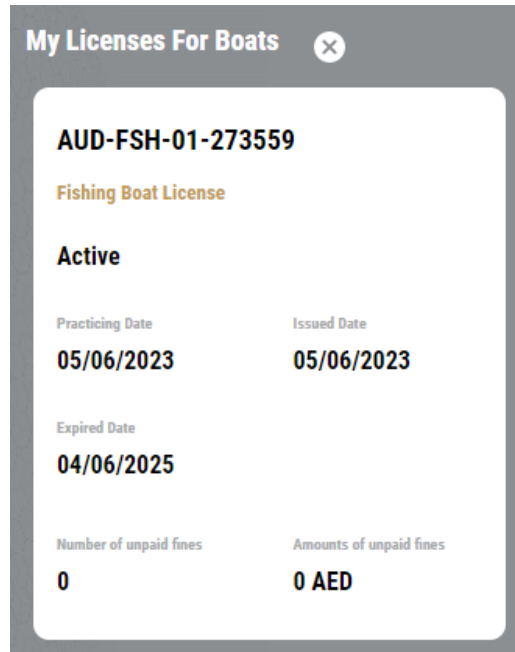 My Licenses For Boats
AUD-FSH-01-273559
Fishing Boat License
Active
Practicing Date Issued Date
05/06/2023 05/06/2023
Expired Date
04/06/2025
Number of unpaid fines Amounts of unpaid fines
0 0 AED